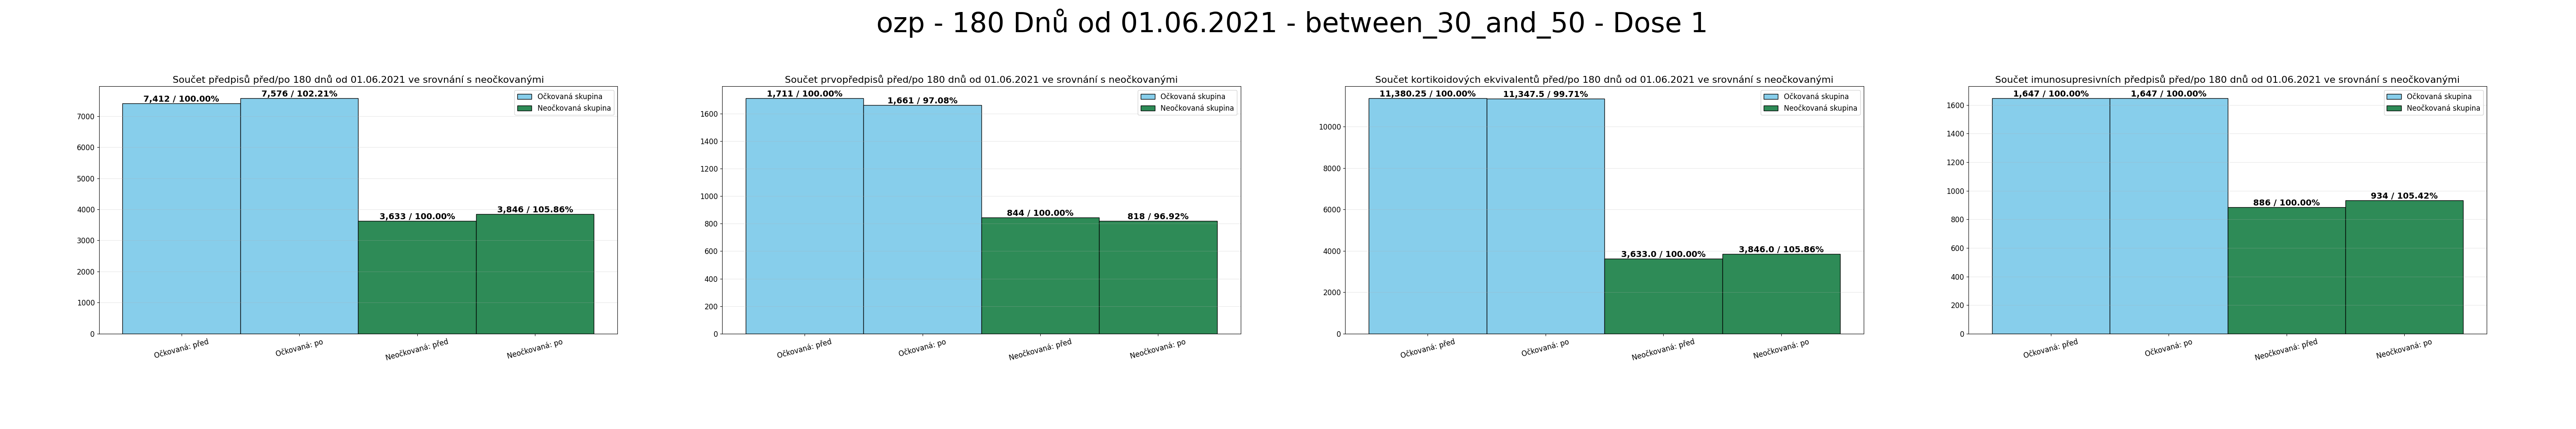 ozp - 180 Dnů od 01.06.2021 - between_30_and_50 - Dose 1
Součet předpisů před/po 180 dnů od 01.06.2021 ve srovnání s neočkovanými
7,412 / 100.00%
7,576 / 102.21%
3,633 / 100.00%
3,846 / 105.86%
Očkovaná skupina
Neočkovaná skupina
7000
6000
5000
4000
3000
2000
1000
0
Očkovaná: před
Očkovaná: po
Neočkovaná: před
Neočkovaná: po
Součet prvopředpisů před/po 180 dnů od 01.06.2021 ve srovnání s neočkovanými
1,711 / 100.00%
1,661 / 97.08%
844 / 100.00%
818 / 96.92%
Očkovaná skupina
Neočkovaná skupina
1600
1400
1200
1000
800
600
400
200
0
Očkovaná: před
Očkovaná: po
Neočkovaná: před
Neočkovaná: po
Součet kortikoidových ekvivalentů před/po 180 dnů od 01.06.2021 ve srovnání s neočkovanými
11,380.25 / 100.00%
11,347.5 / 99.71%
3,633.0 / 100.00%
3,846.0 / 105.86%
Očkovaná skupina
Neočkovaná skupina
10000
8000
6000
4000
2000
0
Očkovaná: před
Očkovaná: po
Neočkovaná: před
Neočkovaná: po
Součet imunosupresivních předpisů před/po 180 dnů od 01.06.2021 ve srovnání s neočkovanými
1,647 / 100.00%
1,647 / 100.00%
886 / 100.00%
934 / 105.42%
Očkovaná skupina
Neočkovaná skupina
1600
1400
1200
1000
800
600
400
200
0
Očkovaná: před
Očkovaná: po
Neočkovaná: před
Neočkovaná: po